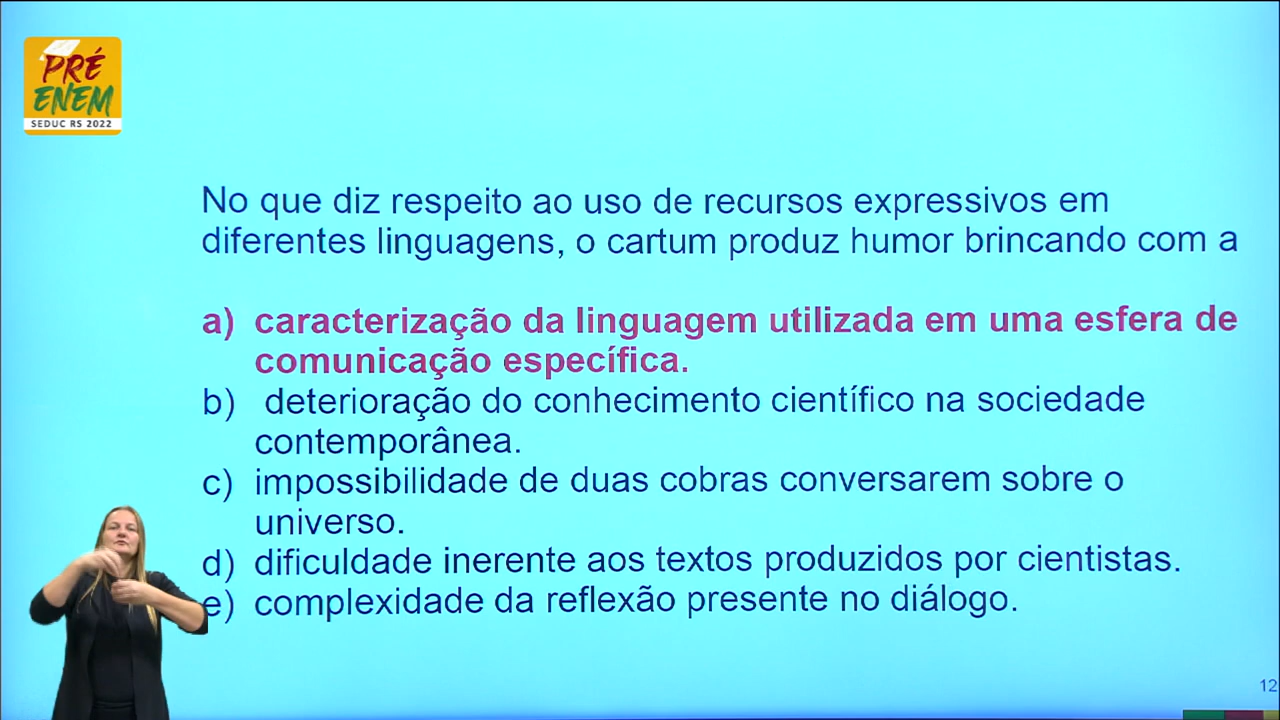 PRÉ
ENEM
SEDUC RS 2022
No que diz respeito ao uso de recursos expressivos em
diferentes linguagens, o cartum produz humor brincando com a
a) caracterização da linguagem utilizada em uma esfera de
comunicação específica.
b) deterioração do conhecimento científico na sociedade
contemporânea.
c) impossibilidade de duas cobras conversarem sobre o
universo.
d) dificuldade inerente aos textos produzidos por cientistas.
e) complexidade da reflexão presente no diálogo.
12